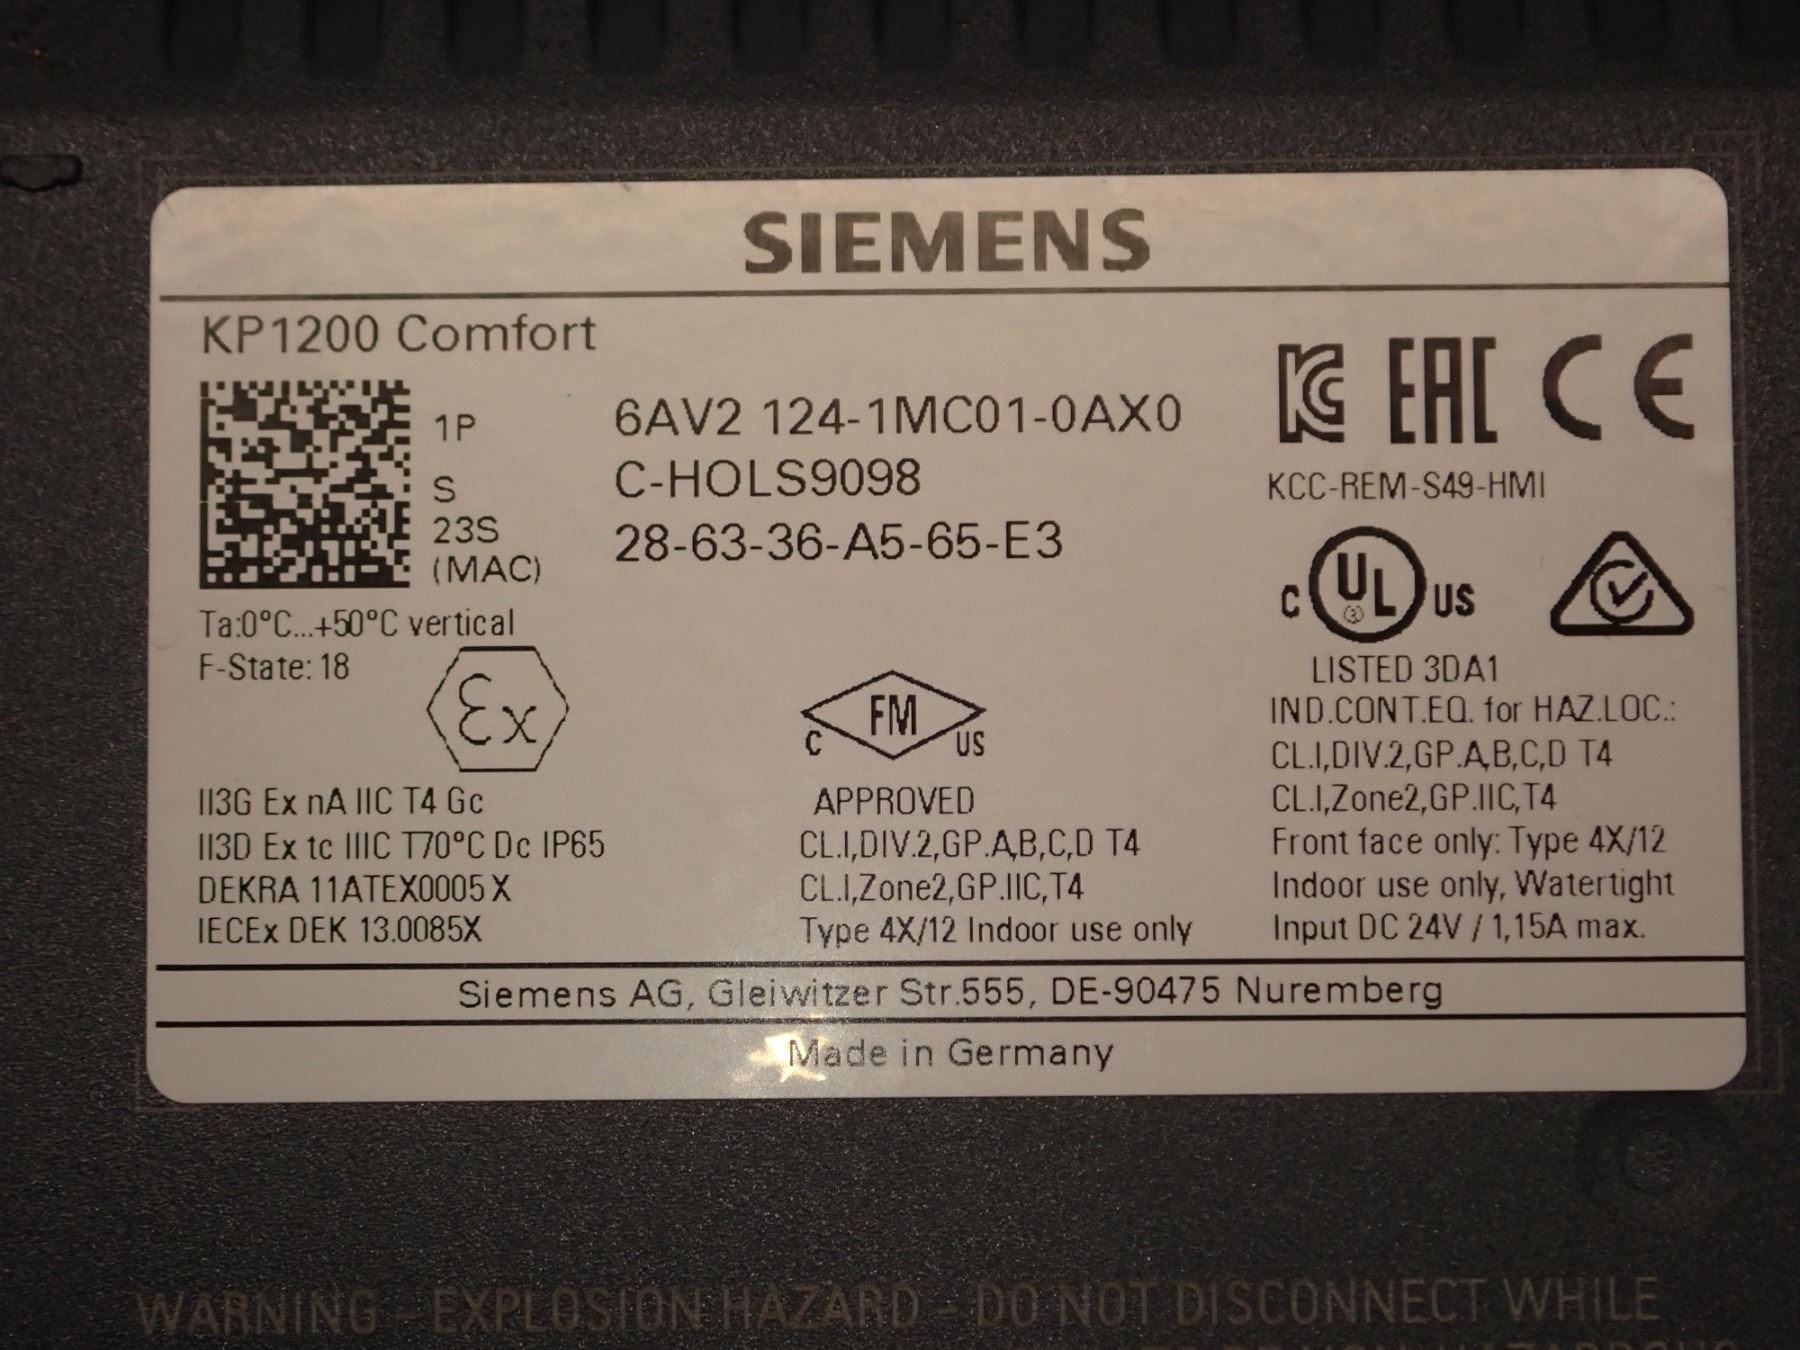 SIEMENS
KP1200 Comfort
1P 6AV2 124-1MC01-0AX0
S C-HOLS9098
23S 28-63-36-A5-65-E3
(MAC)
Ta:0°C...+50°C vertical
F-State: 18
Ex
II3G Ex nA IIC T4 Gc
II3D Ex tc IIIC T70°C Dc IP65
DEKRA 11ATEX0005 X
IECEx DEK 13.0085X
FM
C US
APPROVED
CL.I,DIV.2,GP.A,B,C,D T4
CL.I,Zone2,GP.IIC,T4
Type 4X/12 Indoor use only
KC EAC CE
KCC-REM-S49-HMI
C UL US
LISTED 3DA1
IND.CONT.EQ. for HAZ.LOC.:
CL.I,DIV.2,GP.A,B,C,D T4
CL.I,Zone2,GP.IIC,T4
Front face only: Type 4X/12
Indoor use only, Watertight
Input DC 24V / 1,15A max.
Siemens AG, Gleiwitzer Str.555, DE-90475 Nuremberg
Made in Germany
WARNING - EXPLOSION HAZARD - DO NOT DISCONNECT WHILE